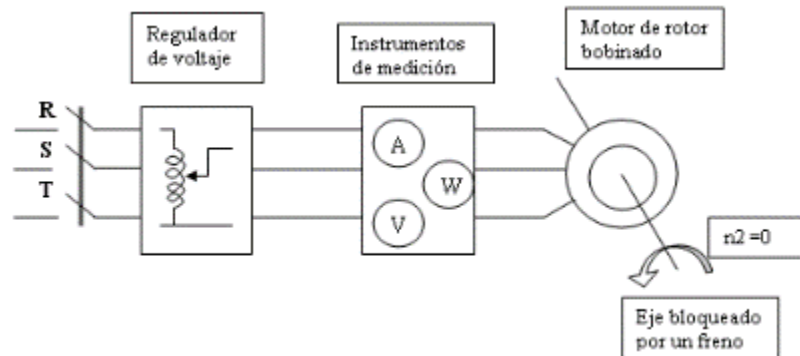 Regulador
de voltaje
Instrumentos
de medición
Motor de rotor
bobinado
R
S
T
A
W
V
n2 =0
Eje bloqueado
por un freno